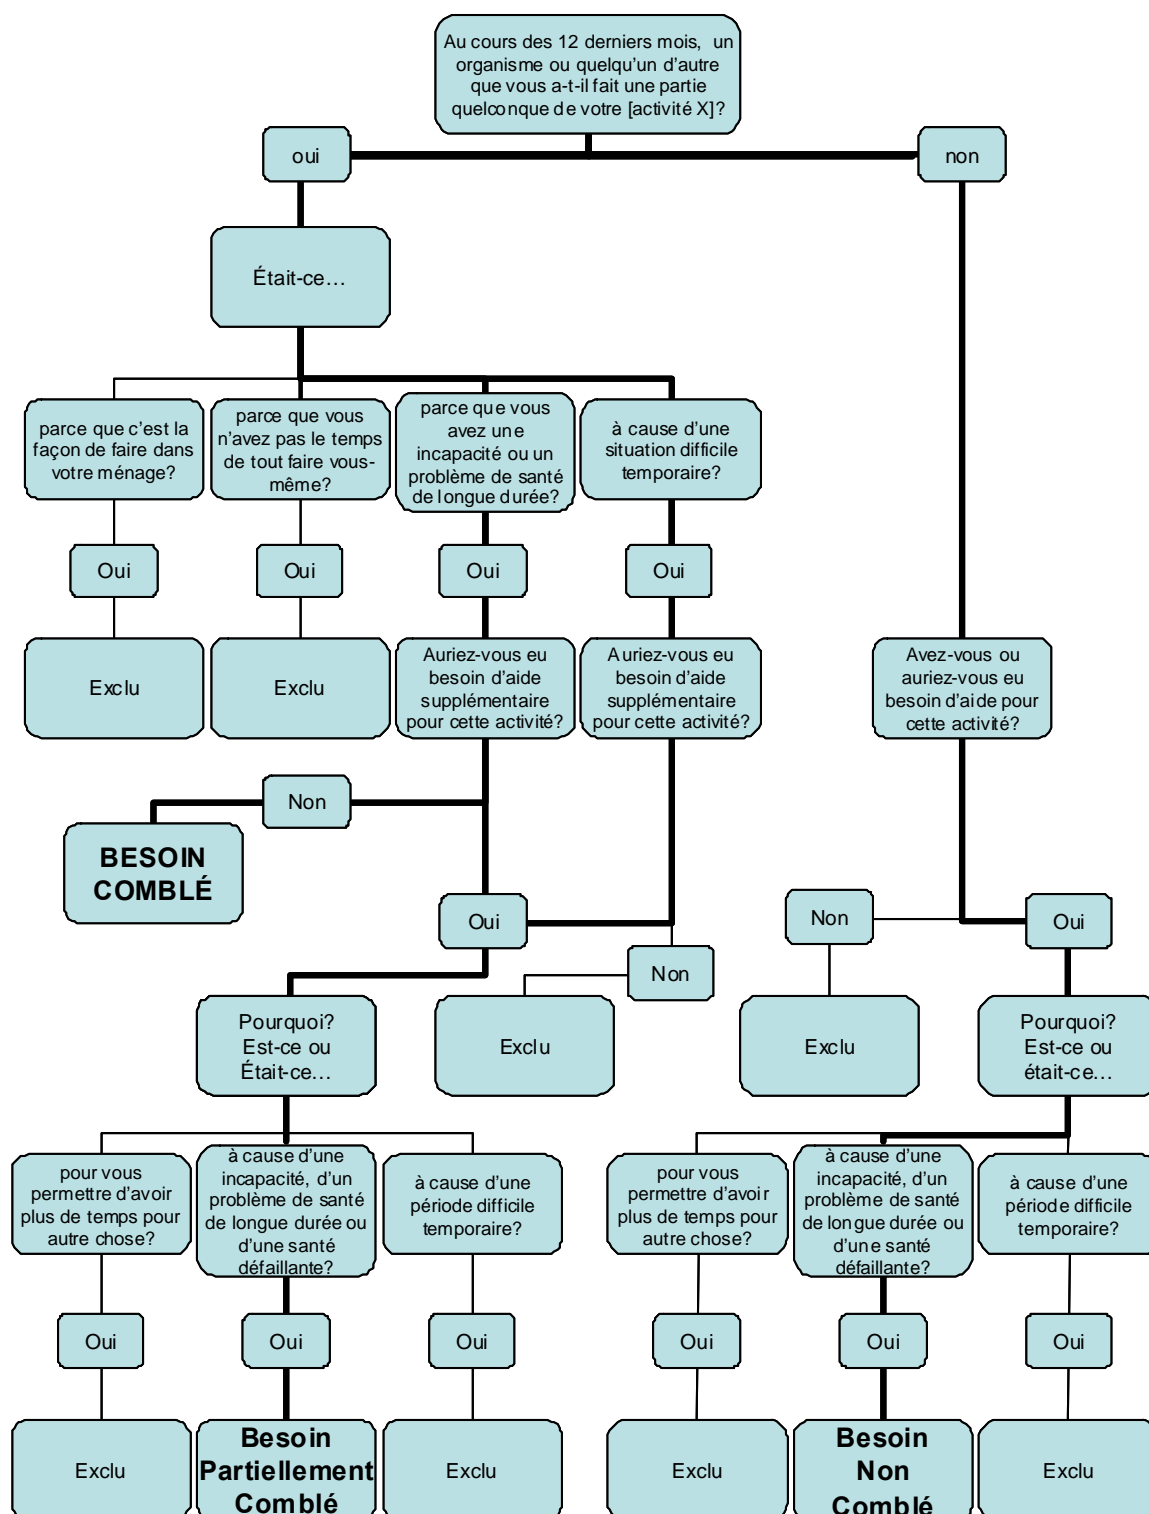 Au cours des 12 derniers mois, un
organisme ou quelqu'un d'autre
que vous a-t-il fait une partie
quelconque de votre [activité X]?
oui
non
Était-ce…
parce que c'est la
façon de faire dans
votre ménage?
parce que vous
n'avez pas le temps
de tout faire vous-
même?
parce que vous
avez une
incapacité ou un
problème de santé
de longue durée?
à cause d'une
situation difficile
temporaire?
Oui
Oui
Oui
Oui
Exclu
Exclu
Auriez-vous eu
besoin d'aide
supplémentaire
pour cette activité?
Auriez-vous eu
besoin d'aide
supplémentaire
pour cette activité?
Avez-vous ou
auriez-vous eu
besoin d'aide pour
cette activité?
Non
BESOIN
COMBLÉ
Oui
Non
Non
Oui
Pourquoi?
Est-ce ou
Était-ce…
Exclu
Exclu
Pourquoi?
Est-ce ou
était-ce…
pour vous
permettre d'avoir
plus de temps pour
autre chose?
à cause d'une
incapacité, d'un
problème de santé
de longue durée ou
d'une santé
défaillante?
à cause d'une
période difficile
temporaire?
pour vous
permettre d'avoir
plus de temps pour
autre chose?
à cause d'une
incapacité, d'un
problème de santé
de longue durée ou
d'une santé
défaillante?
à cause d'une
période difficile
temporaire?
Oui
Oui
Oui
Oui
Oui
Oui
Exclu
Besoin
Partiellement
Comblé
Exclu
Exclu
Besoin
Non
Comblé
Exclu